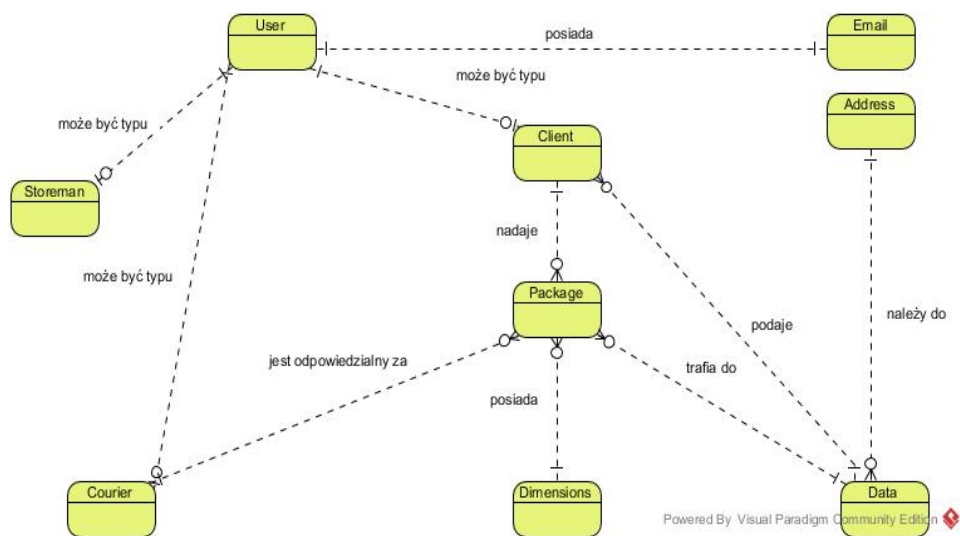 User
posiada
Email
może być typu
Address
może być typu
Client
Storeman
nadaje
może być typu
Package
należy do
podaje
jest odpowiedzialny za
trafia do
posiada
Courier
Dimensions
Data
Powered By Visual Paradigm Community Edition